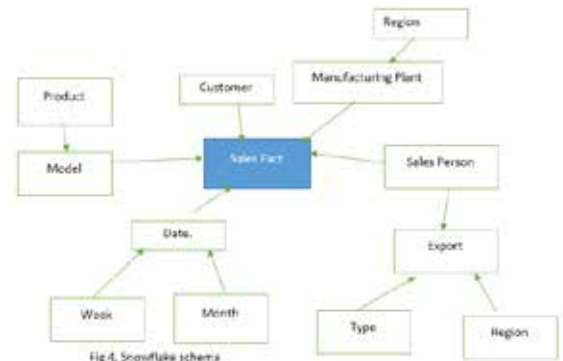 Region
Manufacturing Plant
Customer
Product
Sales Fact
Model
Sales Person
Date.
Export
Week
Month
Type
Region
Fig 4. Snowflake schema